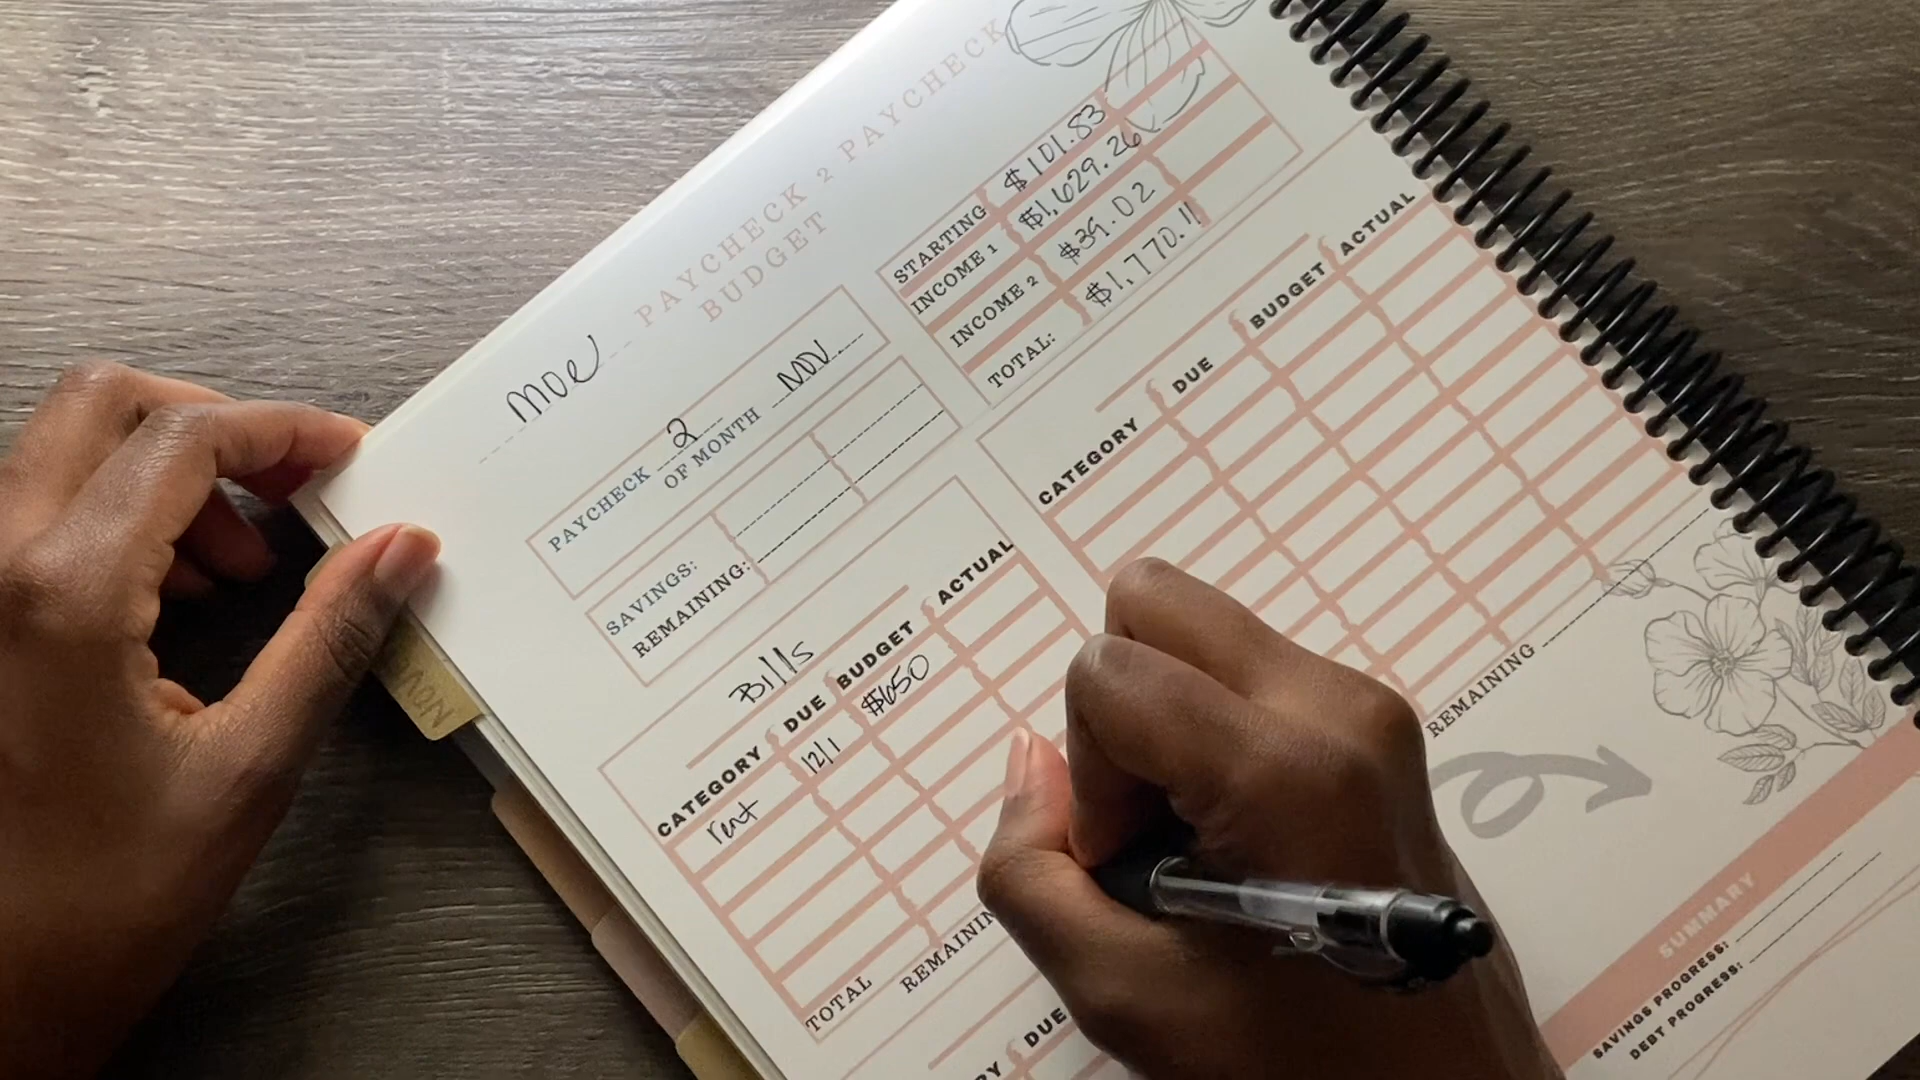 moe
PAYCHECK 2 PAYCHECK
BUDGET
PAYCHECK 2
OF MONTH NOV
SAVINGS:
REMAINING:
STARTING $101.83
INCOME 1 $1,629.26
INCOME 2 $39.02
TOTAL: $1,770.11
Bills
CATEGORY DUE BUDGET ACTUAL
rent 12/1 $650
TOTAL REMAININ
DUE
CATEGORY DUE BUDGET ACTUAL
REMAINING
SUMMARY
SAVINGS PROGRESS:
DEBT PROGRESS:
NOV